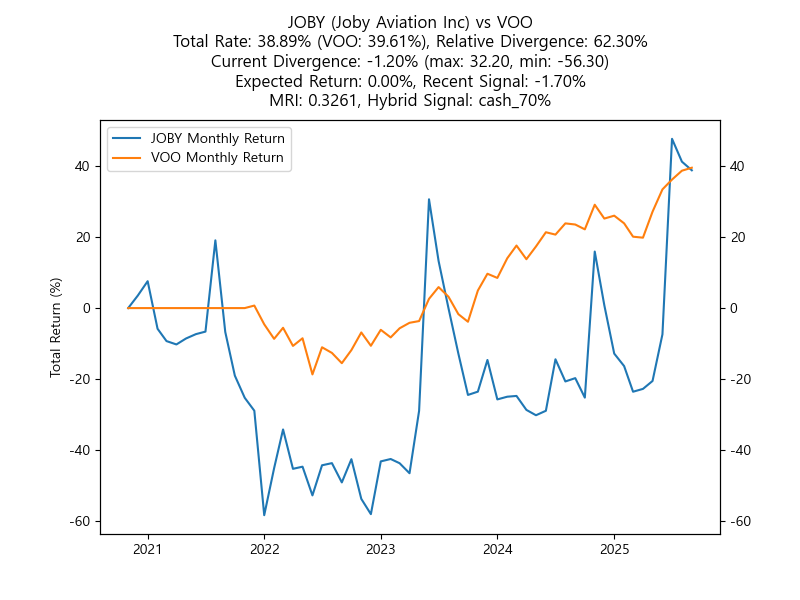 JOBY (Joby Aviation Inc) vs VOO
Total Rate: 38.89% (VOO: 39.61%), Relative Divergence: 62.30%
Current Divergence: -1.20% (max: 32.20, min: -56.30)
Expected Return: 0.00%, Recent Signal: -1.70%
MRI: 0.3261, Hybrid Signal: cash_70%
JOBY Monthly Return
VOO Monthly Return
Total Return (%)
40
20
0
-20
-40
-60
40
20
0
-20
-40
-60
2021
2022
2023
2024
2025